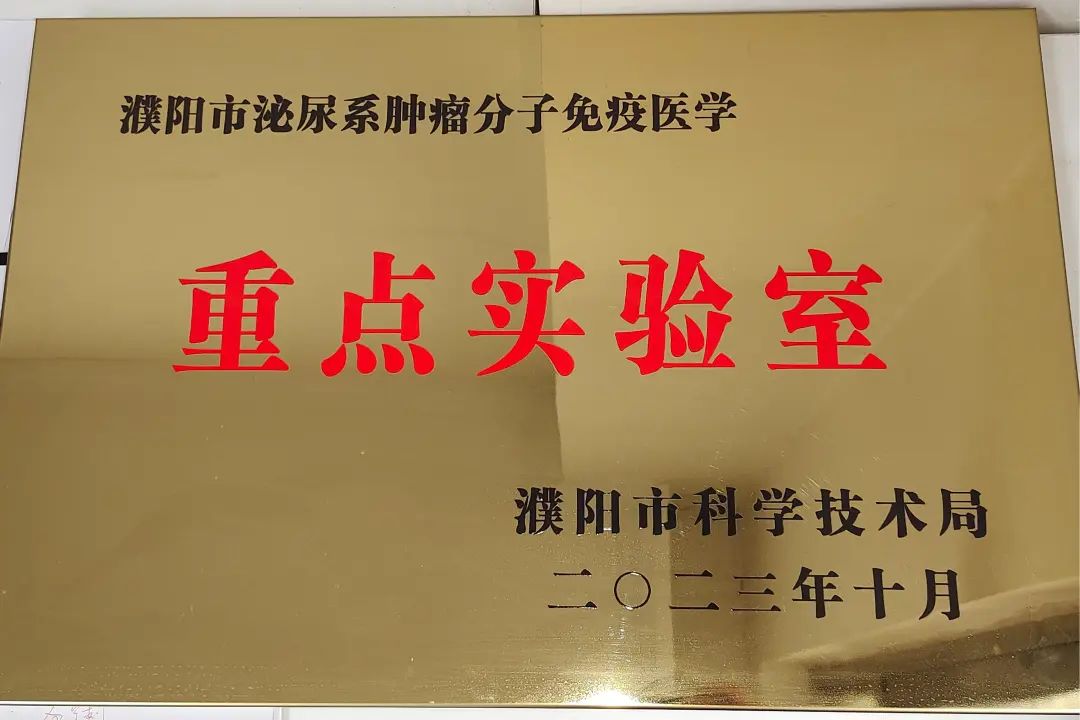 濮阳市泌尿系肿瘤分子免疫医学
重点实验室
濮阳市科学技术局
二〇二三年十月